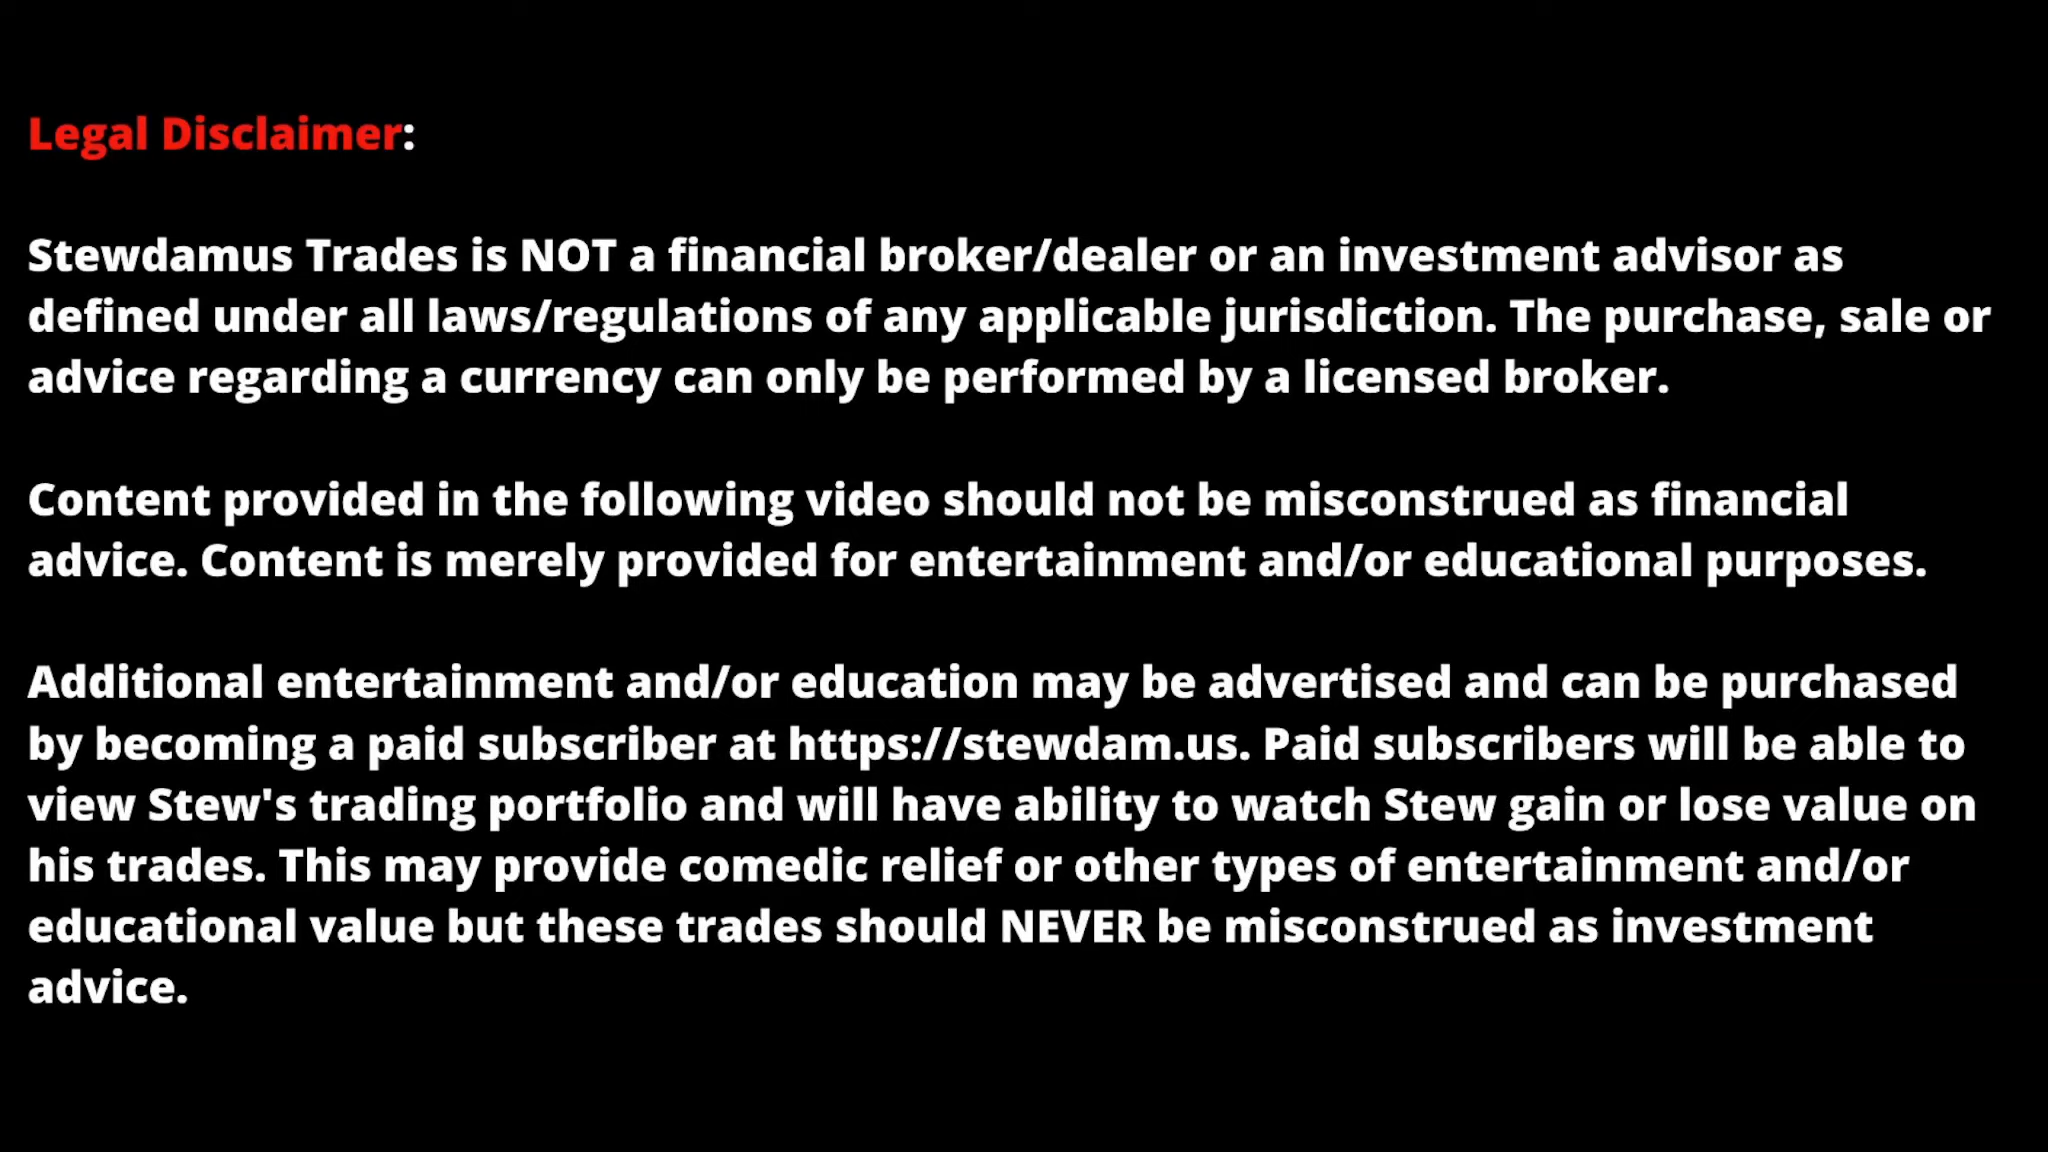 Legal Disclaimer:
Stewdamus Trades is NOT a financial broker/dealer or an investment advisor as
defined under all laws/regulations of any applicable jurisdiction. The purchase, sale or
advice regarding a currency can only be performed by a licensed broker.
Content provided in the following video should not be misconstrued as financial
advice. Content is merely provided for entertainment and/or educational purposes.
Additional entertainment and/or education may be advertised and can be purchased
by becoming a paid subscriber at https://stewdam.us. Paid subscribers will be able to
view Stew's trading portfolio and will have ability to watch Stew gain or lose value on
his trades. This may provide comedic relief or other types of entertainment and/or
educational value but these trades should NEVER be misconstrued as investment
advice.